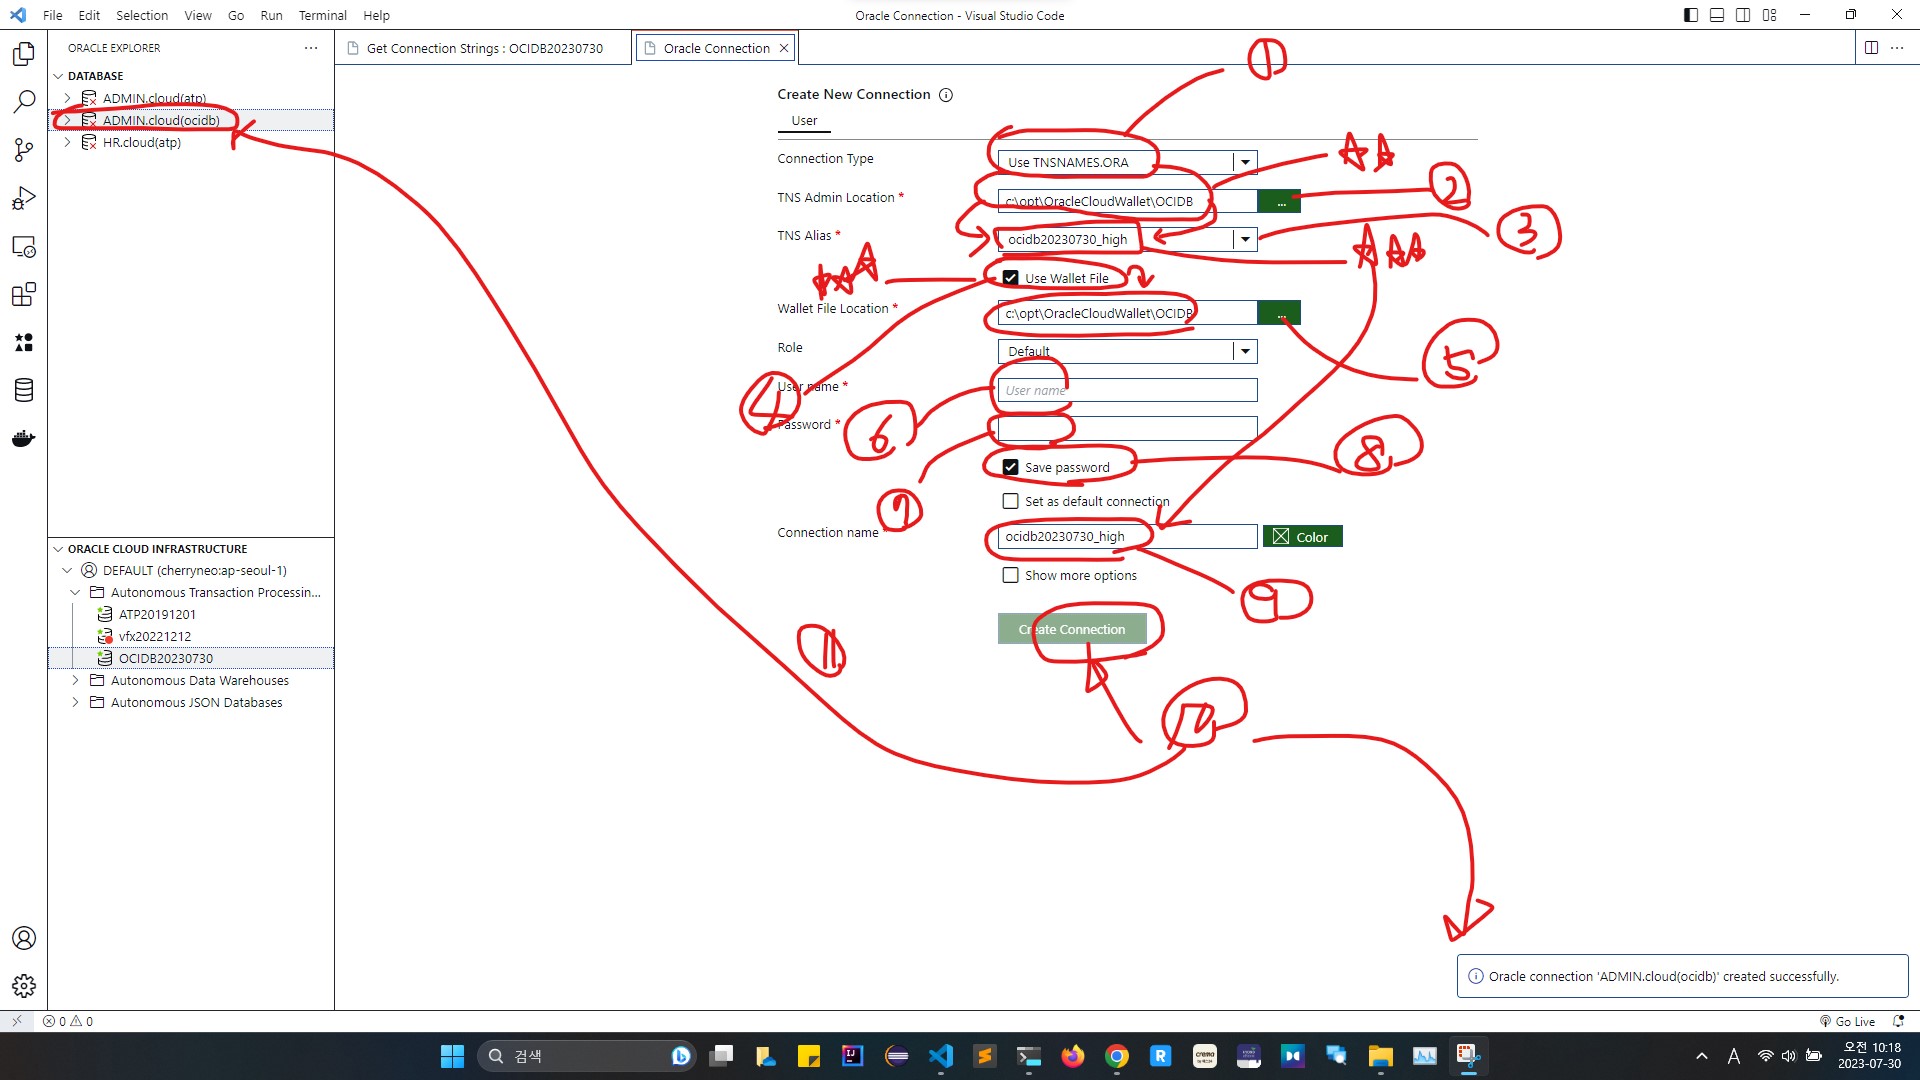 File Edit Selection View Go Run Terminal Help
Oracle Connection - Visual Studio Code
ORACLE EXPLORER
Get Connection Strings : OCIDB20230730
Oracle Connection
DATABASE
ADMIN.cloud(atp)
ADMIN.cloud(ocidb)
HR.cloud(atp)
①
Create New Connection
User
Connection Type
Use TNSNAMES.ORA
TNS Admin Location *
c:\opt\OracleCloudWallet\OCIDB
...
②
TNS Alias *
ocidb20230730_high
③
Use Wallet File
Wallet File Location *
c:\opt\OracleCloudWallet\OCIDB
...
⑤
Role
Default
④
User name *
User name
⑥
Password *
Save password
⑧
⑦
Set as default connection
Connection name *
ocidb20230730_high
Color
Show more options
⑨
Create Connection
⑪
⑩
ORACLE CLOUD INFRASTRUCTURE
DEFAULT (cherryneo:ap-seoul-1)
Autonomous Transaction Processin...
ATP20191201
vfx20221212
OCIDB20230730
Autonomous Data Warehouses
Autonomous JSON Databases
Oracle connection 'ADMIN.cloud(ocidb)' created successfully.
0 0
Go Live
검색
A
오전 10:18
2023-07-30